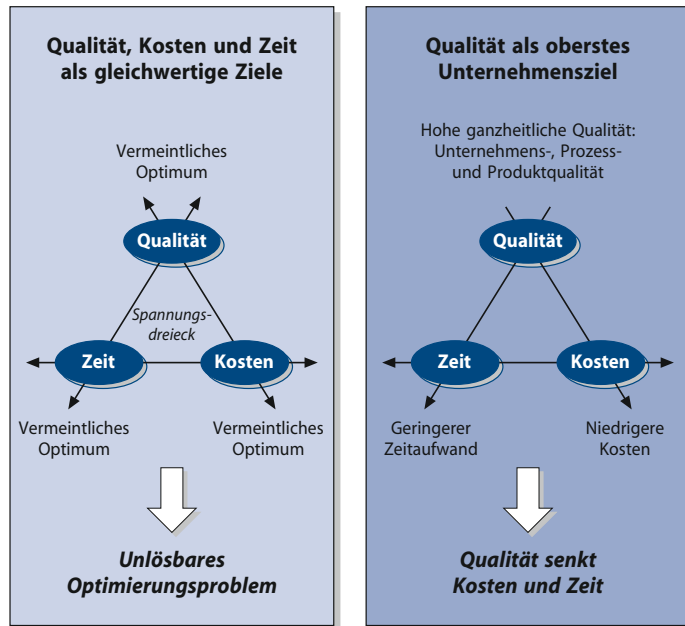 Qualität, Kosten und Zeit
als gleichwertige Ziele
Vermeintliches
Optimum
Qualität
Spannungs-
dreieck
Zeit
Kosten
Vermeintliches
Optimum
Vermeintliches
Optimum
Unlösbares
Optimierungsproblem
Qualität als oberstes
Unternehmensziel
Hohe ganzheitliche Qualität:
Unternehmens-, Prozess-
und Produktqualität
Qualität
Zeit
Kosten
Geringerer
Zeitaufwand
Niedrigere
Kosten
Qualität senkt
Kosten und Zeit